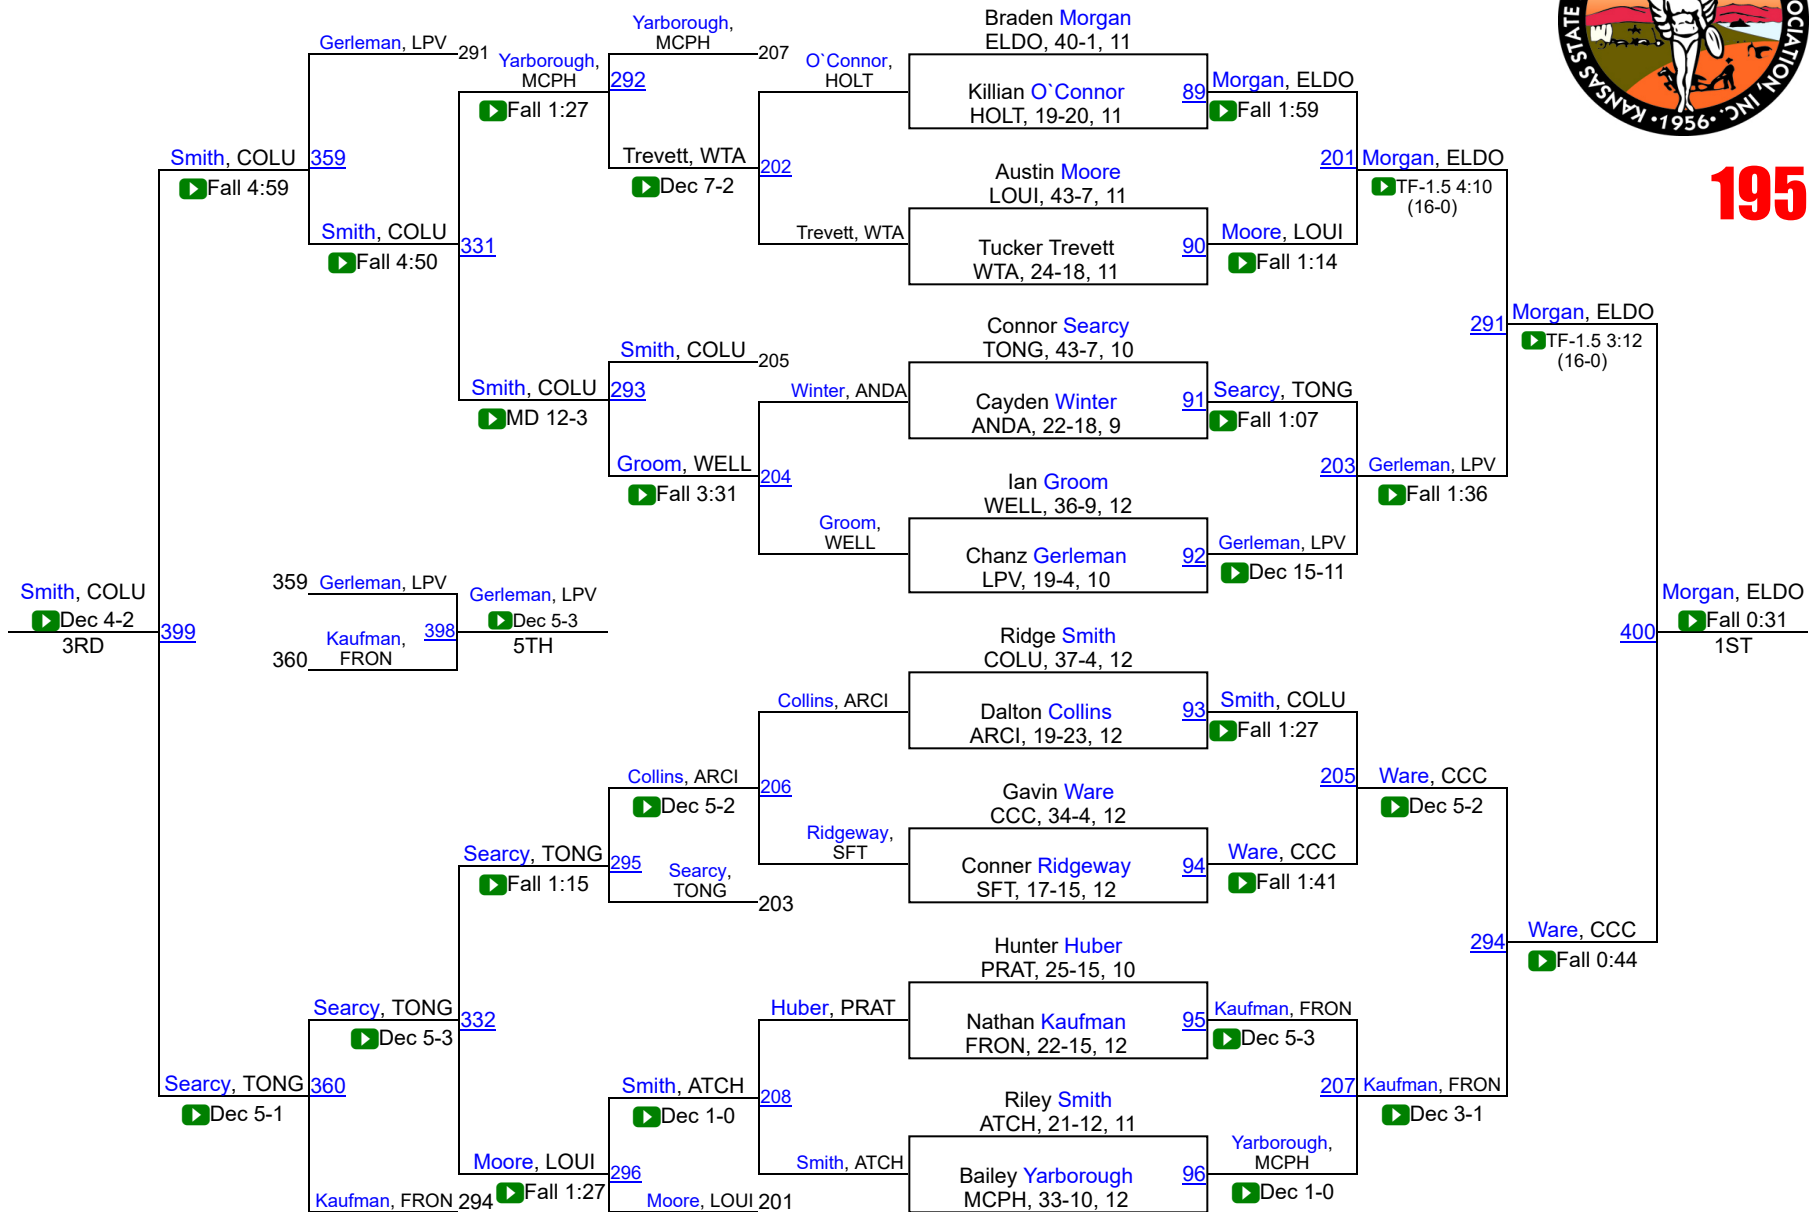 KANSAS STATE
OCIATION, INC.
•1956•
195
Gerleman, LPV
291
Yarborough,
MCPH
292
Fall 1:27
Yarborough,
MCPH
207
Trevett, WTA
Dec 7-2
202
O`Connor,
HOLT
Trevett, WTA
Smith, COLU
359
Fall 4:59
Smith, COLU
331
Fall 4:50
Smith, COLU
293
MD 12-3
Smith, COLU
205
Groom, WELL
204
Fall 3:31
Winter, ANDA
Groom,
WELL
Braden Morgan
ELDO, 40-1, 11
Killian O`Connor
HOLT, 19-20, 11
89
Morgan, ELDO
Fall 1:59
Austin Moore
LOUI, 43-7, 11
Tucker Trevett
WTA, 24-18, 11
90
Moore, LOUI
Fall 1:14
201
Morgan, ELDO
TF-1.5 4:10
(16-0)
Connor Searcy
TONG, 43-7, 10
Cayden Winter
ANDA, 22-18, 9
91
Searcy, TONG
Fall 1:07
Ian Groom
WELL, 36-9, 12
Chanz Gerleman
LPV, 19-4, 10
92
Gerleman, LPV
Dec 15-11
203
Gerleman, LPV
Fall 1:36
291
Morgan, ELDO
TF-1.5 3:12
(16-0)
Smith, COLU
Dec 4-2
3RD
399
359
Gerleman, LPV
360
Kaufman,
FRON
398
Gerleman, LPV
Dec 5-3
5TH
400
Morgan, ELDO
Fall 0:31
1ST
Ridge Smith
COLU, 37-4, 12
Dalton Collins
ARCI, 19-23, 12
93
Smith, COLU
Fall 1:27
Gavin Ware
CCC, 34-4, 12
Conner Ridgeway
SFT, 17-15, 12
94
Ware, CCC
Fall 1:41
205
Ware, CCC
Dec 5-2
Collins, ARCI
Ridgeway,
SFT
206
Collins, ARCI
Dec 5-2
Searcy,
TONG
203
295
Searcy, TONG
Fall 1:15
Hunter Huber
PRAT, 25-15, 10
Nathan Kaufman
FRON, 22-15, 12
95
Kaufman, FRON
Dec 5-3
Riley Smith
ATCH, 21-12, 11
Bailey Yarborough
MCPH, 33-10, 12
96
Yarborough,
MCPH
Dec 1-0
207
Kaufman, FRON
Dec 3-1
294
Ware, CCC
Fall 0:44
Huber, PRAT
Smith, ATCH
208
Smith, ATCH
Dec 1-0
Moore, LOUI
201
296
Moore, LOUI
Fall 1:27
332
Searcy, TONG
Dec 5-3
Kaufman, FRON
294
360
Searcy, TONG
Dec 5-1